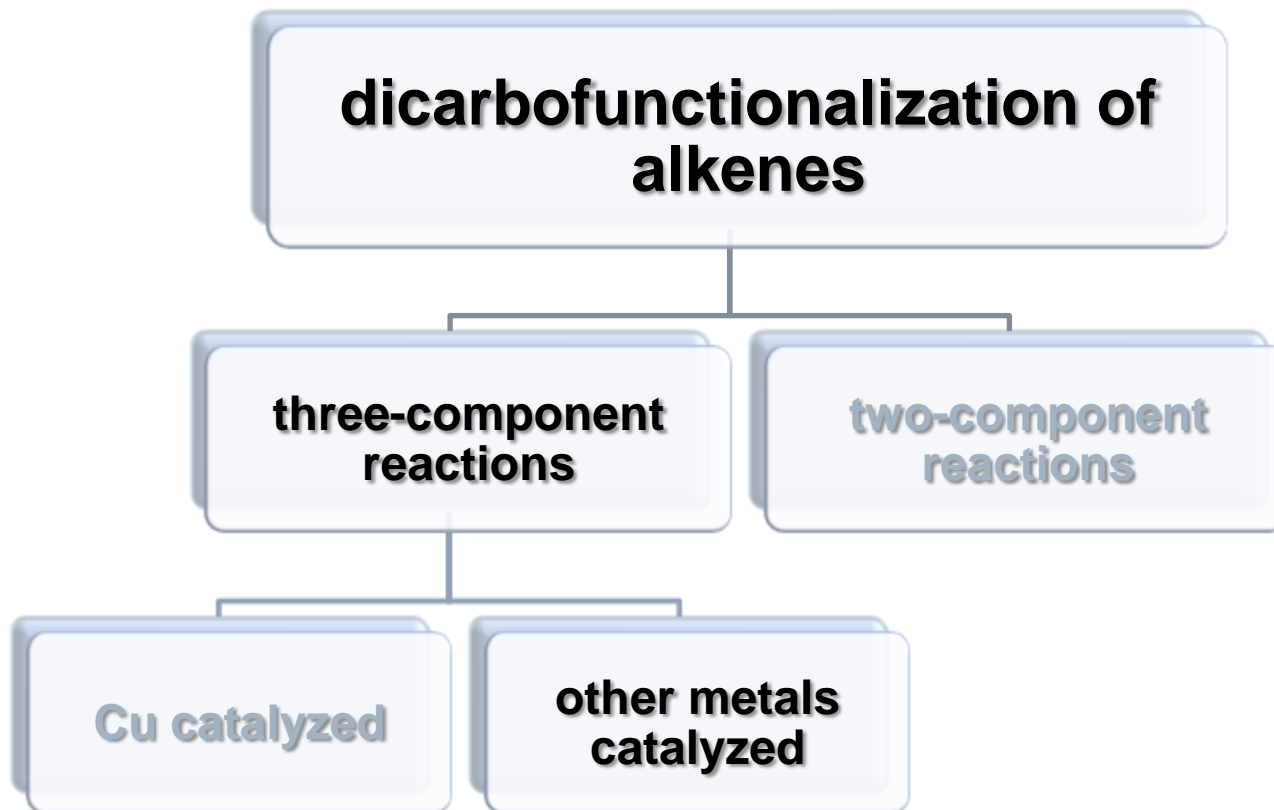 dicarbofunctionalization of
alkenes
three-component
reactions
two-component
reactions
Cu catalyzed
other metals
catalyzed